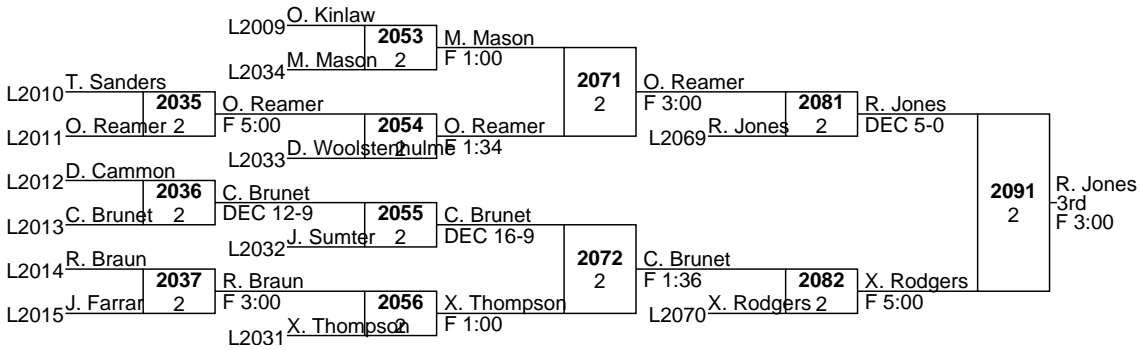 O. Kinlaw
L2009
2053
M. Mason
M. Mason
2
F 1:00
L2034
T. Sanders
2071
O. Reamer
L2010
2035
O. Reamer
2
F 3:00
2081
R. Jones
O. Reamer
2
F 5:00
2054
O. Reamer
R. Jones
2
DEC 5-0
L2011
D. Woolstenhulme
2
F 1:34
L2069
L2033
D. Cammon
L2012
2036
C. Brunet
2091
R. Jones
C. Brunet
2
DEC 12-9
2055
C. Brunet
2
3rd
L2013
J. Sumter
2
DEC 16-9
F 3:00
L2032
R. Braun
2072
C. Brunet
L2014
2037
R. Braun
2
F 1:36
2082
X. Rodgers
J. Farrar
2
F 3:00
2056
X. Thompson
X. Rodgers
2
F 5:00
L2015
X. Thompson
2
F 1:00
L2070
L2031